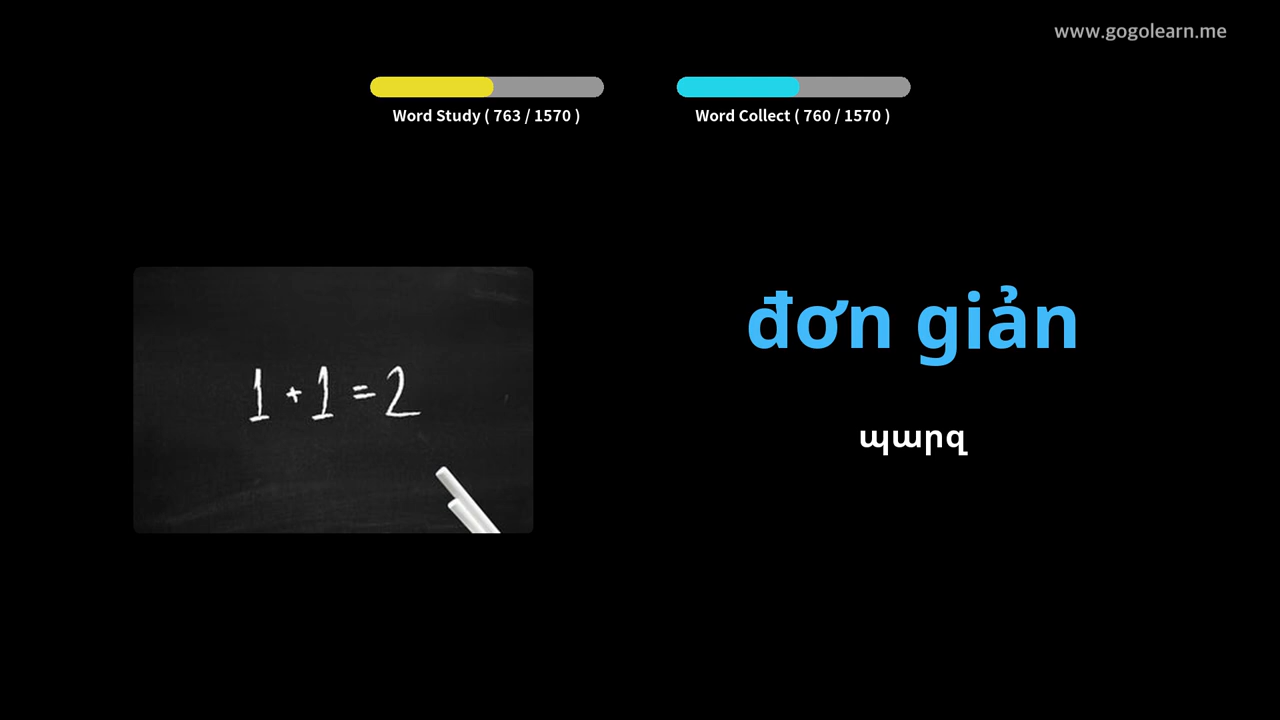 www.gogolearn.me
Word Study ( 763 / 1570 )
Word Collect ( 760 / 1570 )
1 + 1 = 2
đơn giản
պարզ